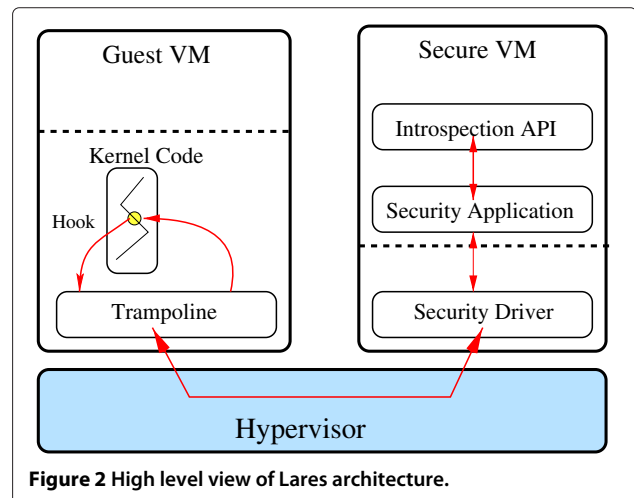 Guest VM
Secure VM
Introspection API
Kernel Code
Hook
Security Application
Trampoline
Security Driver
Hypervisor
Figure 2 High level view of Lares architecture.